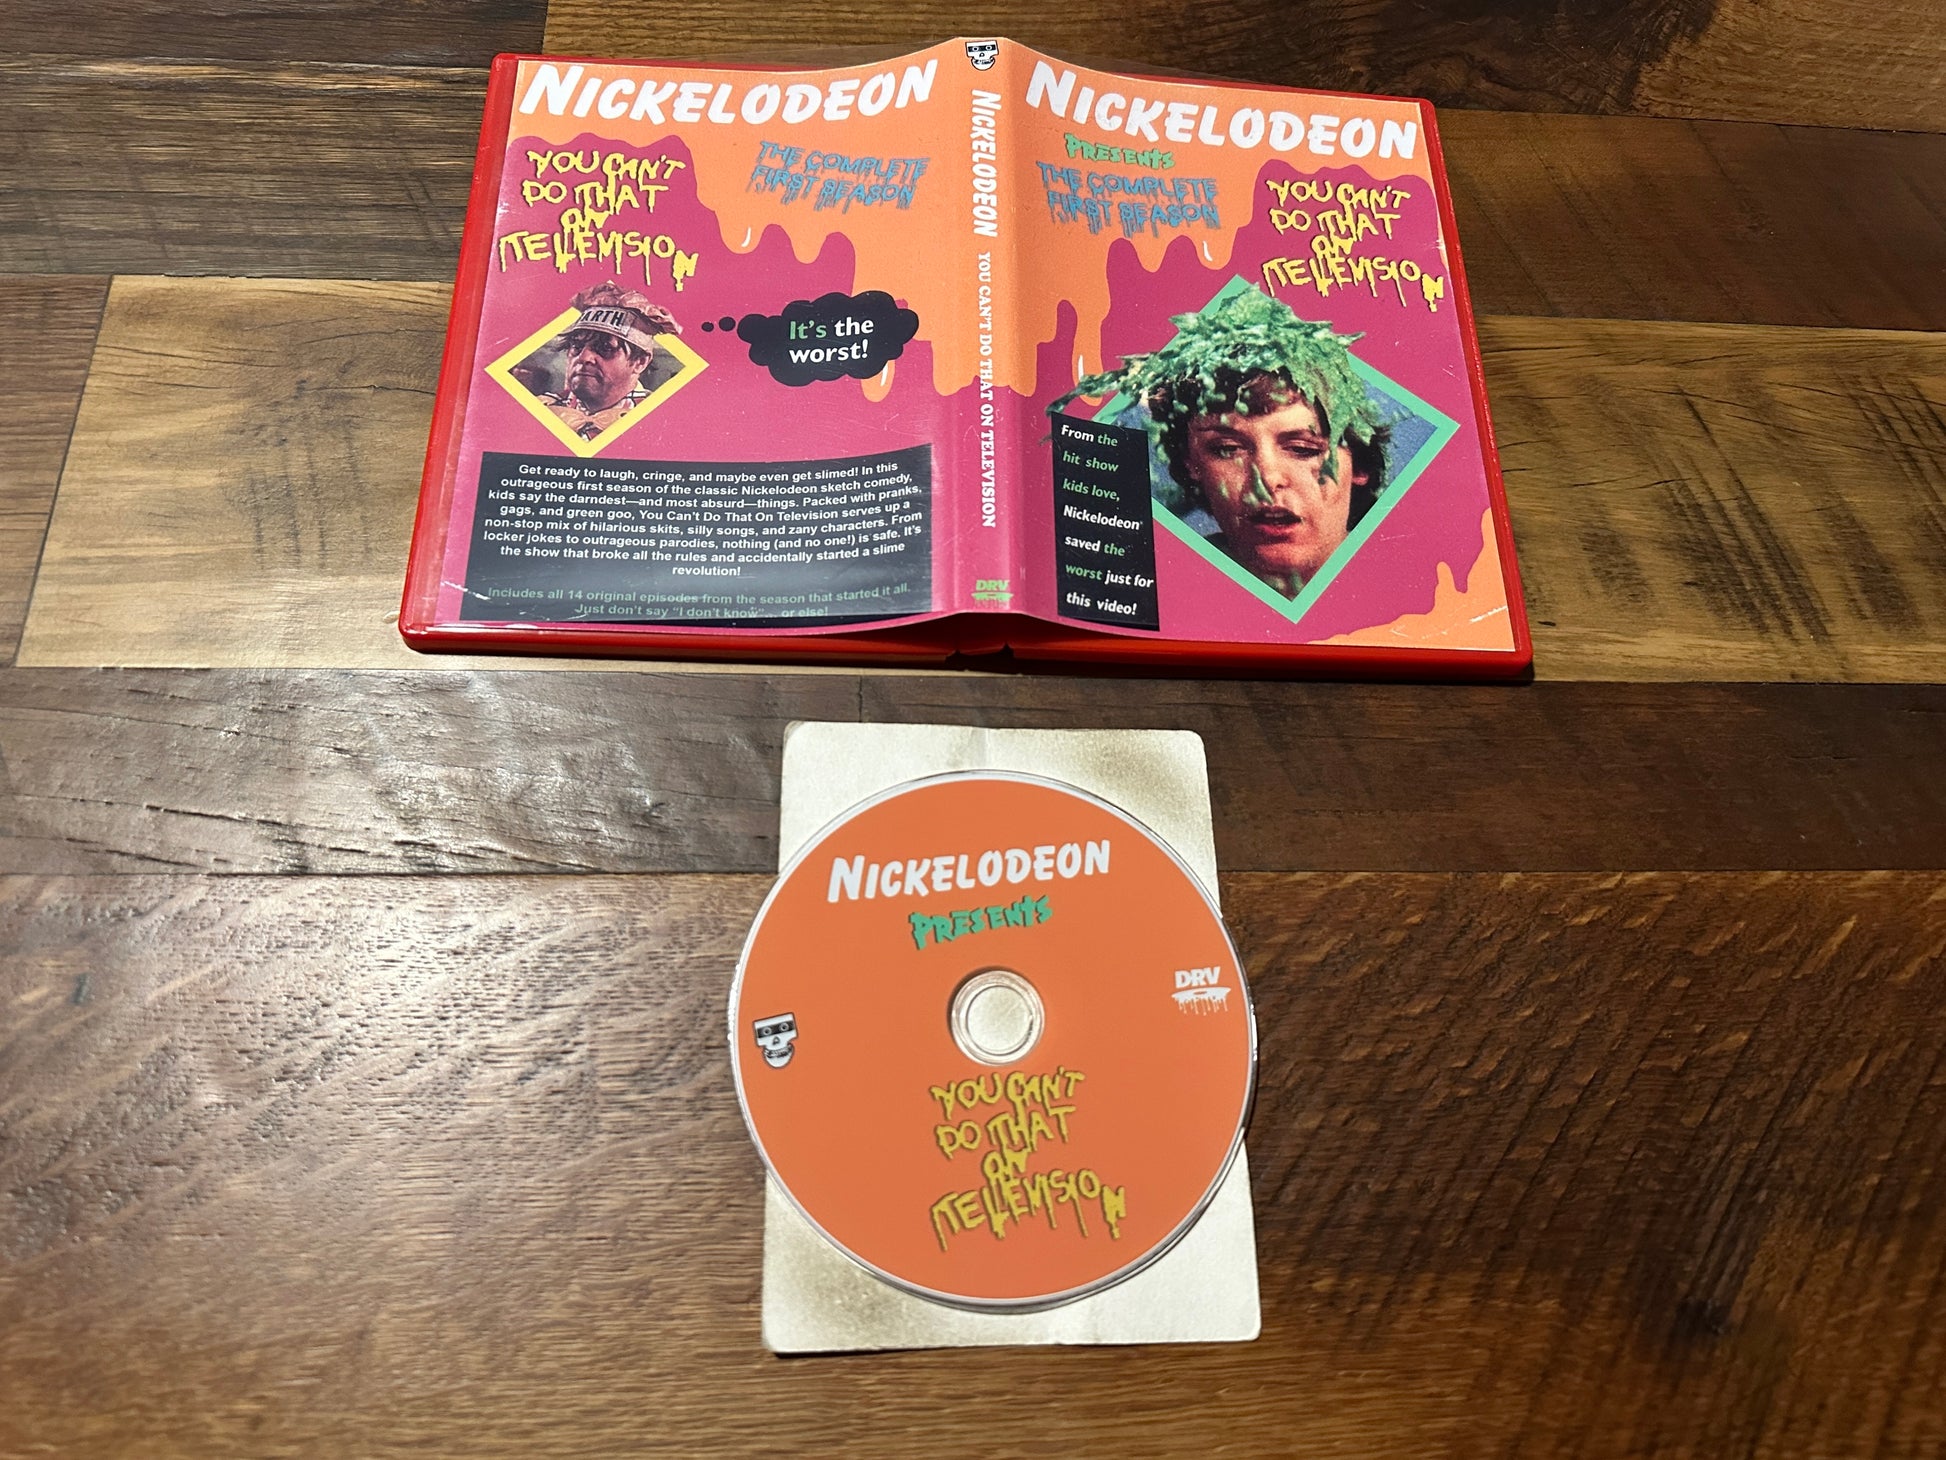 NICKELODEON
YOU CAN'T
DO THAT
ON
TELEVISION
THE COMPLETE
FIRST SEASON
ARTH
It's the
worst!
Get ready to laugh, cringe, and maybe even get slimed! In this
outrageous first season of the classic Nickelodeon sketch comedy,
kids say the darndest—and most absurd—things. Packed with pranks,
gags, and green goo, You Can't Do That On Television serves up a
non-stop mix of hilarious skits, silly songs, and zany characters. From
locker jokes to outrageous parodies, nothing (and no one!) is safe. It's
the show that broke all the rules and accidentally started a slime
revolution!
Includes all 14 original episodes from the season that started it all.
Just don't say "I don't know"... or else!
NICKELODEON YOU CAN'T DO THAT ON TELEVISION
DRV
NICKELODEON
PRESENTS
THE COMPLETE
FIRST SEASON
YOU CAN'T
DO THAT
ON
TELEVISION
From the
hit show
kids love,
Nickelodeon
saved the
worst just for
this video!
NICKELODEON
PRESENTS
DRV
YOU CAN'T
DO THAT
ON
TELEVISION